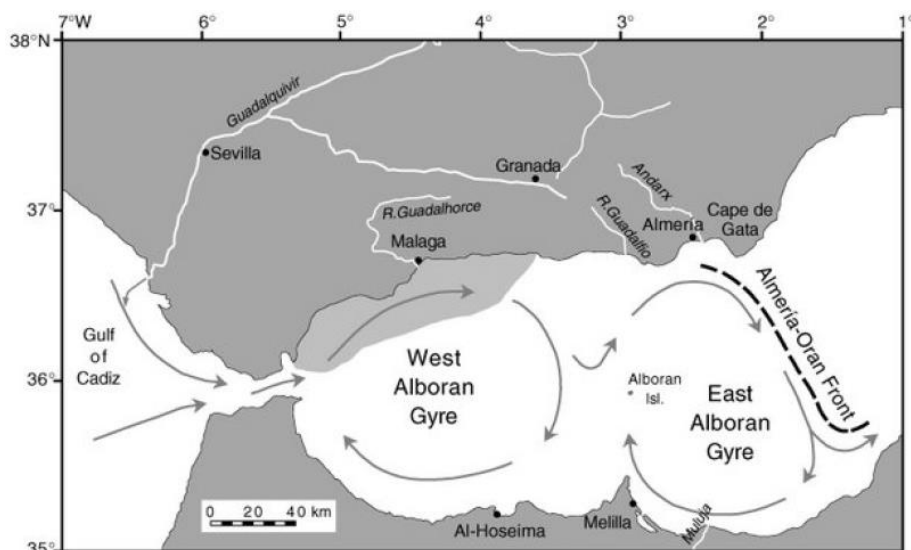 7°W
6°
5°
4°
3°
2°
1°
38°N
37°
36°
35°
Guadalquivir
Sevilla
Granada
R.Guadalhorce
Malaga
R.Guadalfio
Andarx
Almería
Cape de
Gata
Gulf
of
Cadiz
West
Alboran
Gyre
Alboran
Isl.
East
Alboran
Gyre
Almería-Oran Front
0 20 40 km
Al-Hoseima
Melilla
Muluja